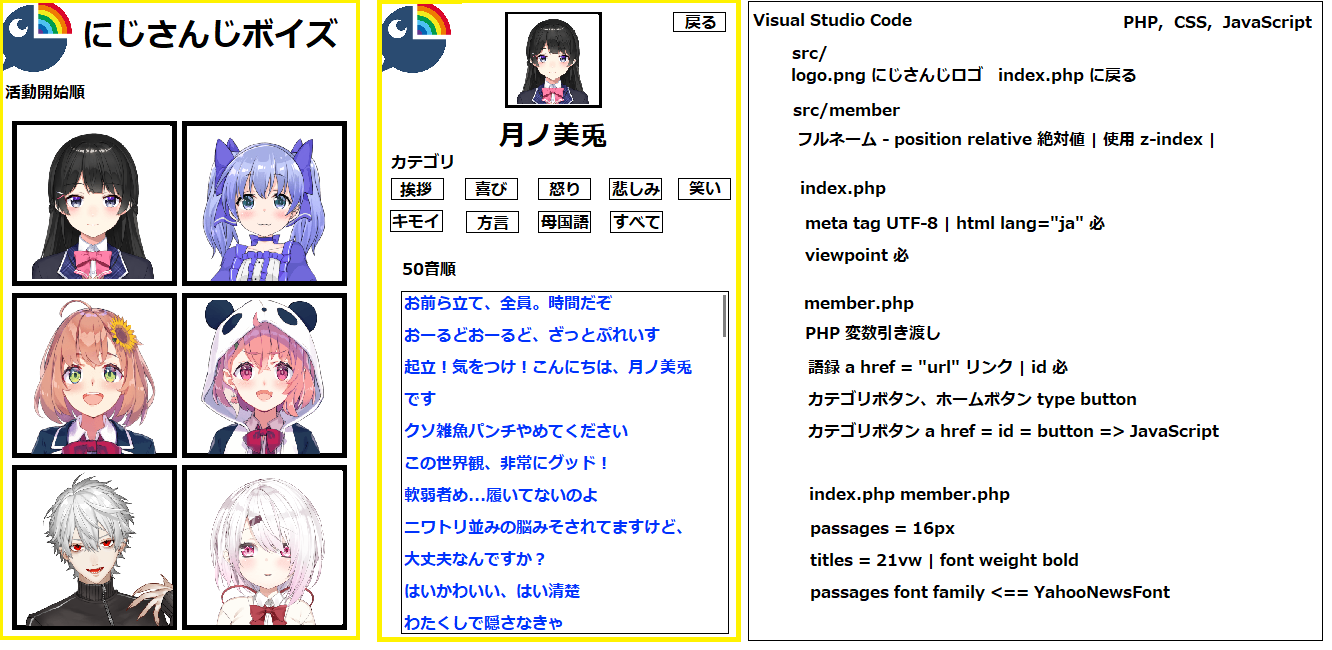 にじさんじボイズ
活動開始順
戻る
月ノ美兎
カテゴリ
挨拶 喜び 怒り 悲しみ 笑い
キモイ 方言 母国語 すべて
50音順
お前ら立て、全員。時間だぞ
おーるどおーるど、ざっとぷれいす
起立！気をつけ！こんにちは、月ノ美兎
です
クソ雑魚パンチやめてください
この世界観、非常にグッド！
軟弱者め...履いてないのよ
ニワトリ並みの脳みそされてますけど、
大丈夫なんですか？
はいかわいい、はい清楚
わたくしで隠さなきゃ
Visual Studio Code PHP, CSS, JavaScript
src/
logo.png にじさんじロゴ index.php に戻る
src/member
フルネーム - position relative 絶対値 | 使用 z-index |
index.php
meta tag UTF-8 | html lang="ja" 必
viewpoint 必
member.php
PHP 変数引き渡し
語録 a href = "url" リンク | id 必
カテゴリボタン、ホームボタン type button
カテゴリボタン a href = id = button => JavaScript
index.php member.php
passages = 16px
titles = 21vw | font weight bold
passages font family <== YahooNewsFont